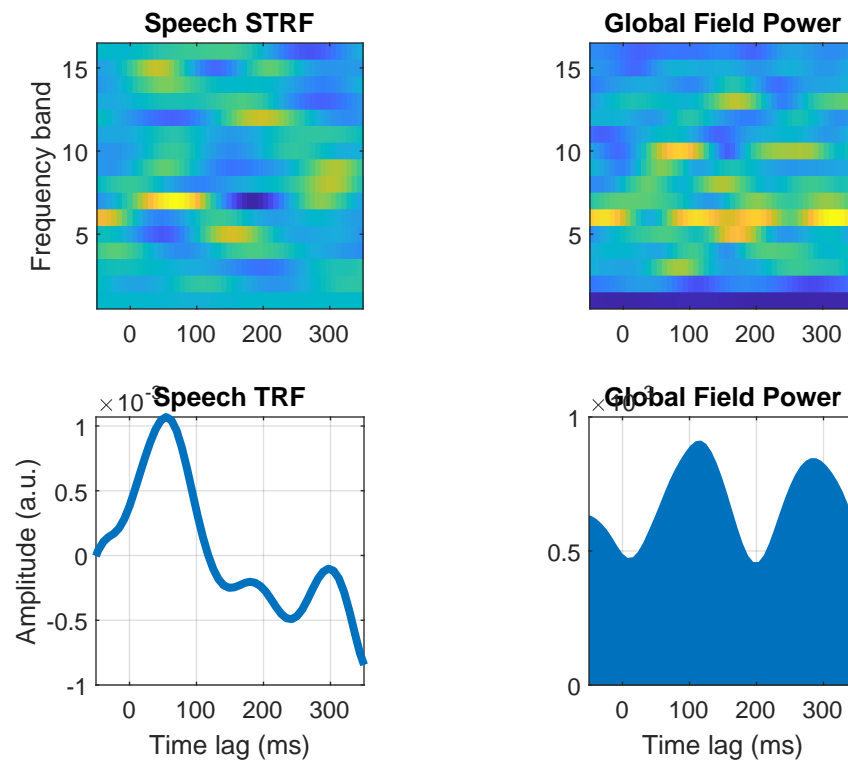 Speech STRF
Global Field Power
Frequency band
15
10
5
0 100 200 300
15
10
5
0 100 200 300
×10⁻³
Speech TRF
Global Field Power
Amplitude (a.u.)
1
0.5
0
-0.5
-1
0 100 200 300
Time lag (ms)
1
0.5
0
0 100 200 300
Time lag (ms)